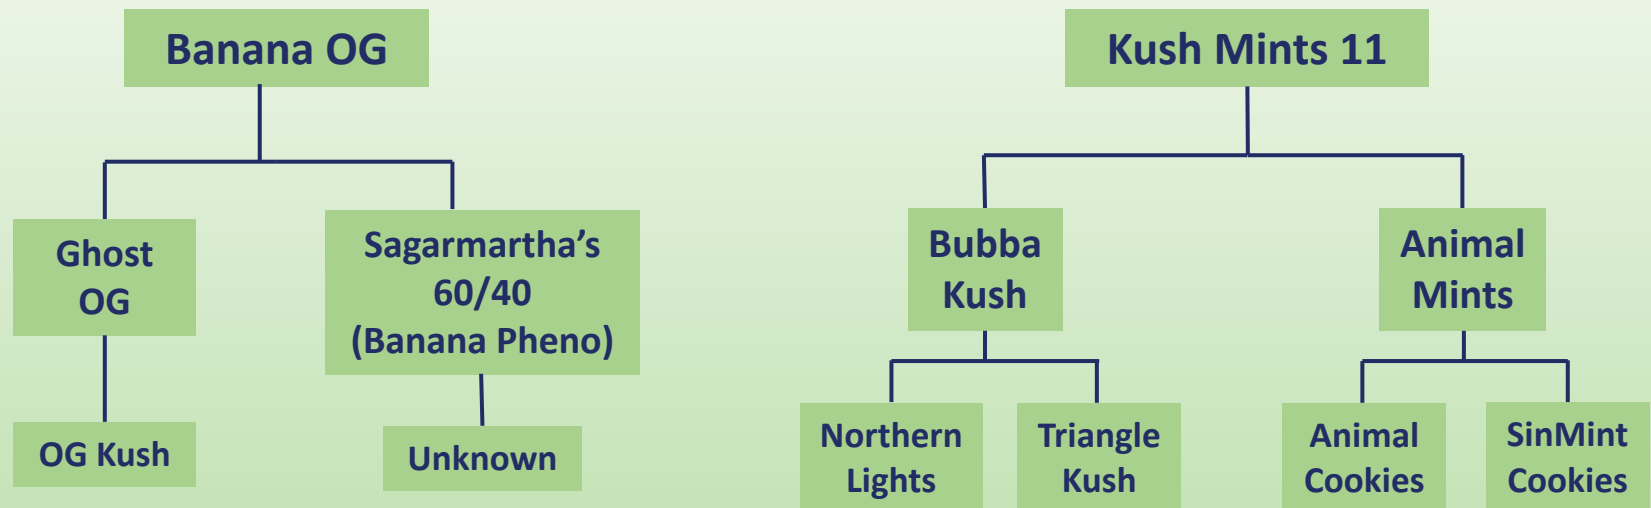 Banana OG
Kush Mints 11
Ghost
OG
Sagarmartha’s
60/40
(Banana Pheno)
Bubba
Kush
Animal
Mints
OG Kush
Unknown
Northern
Lights
Triangle
Kush
Animal
Cookies
SinMint
Cookies